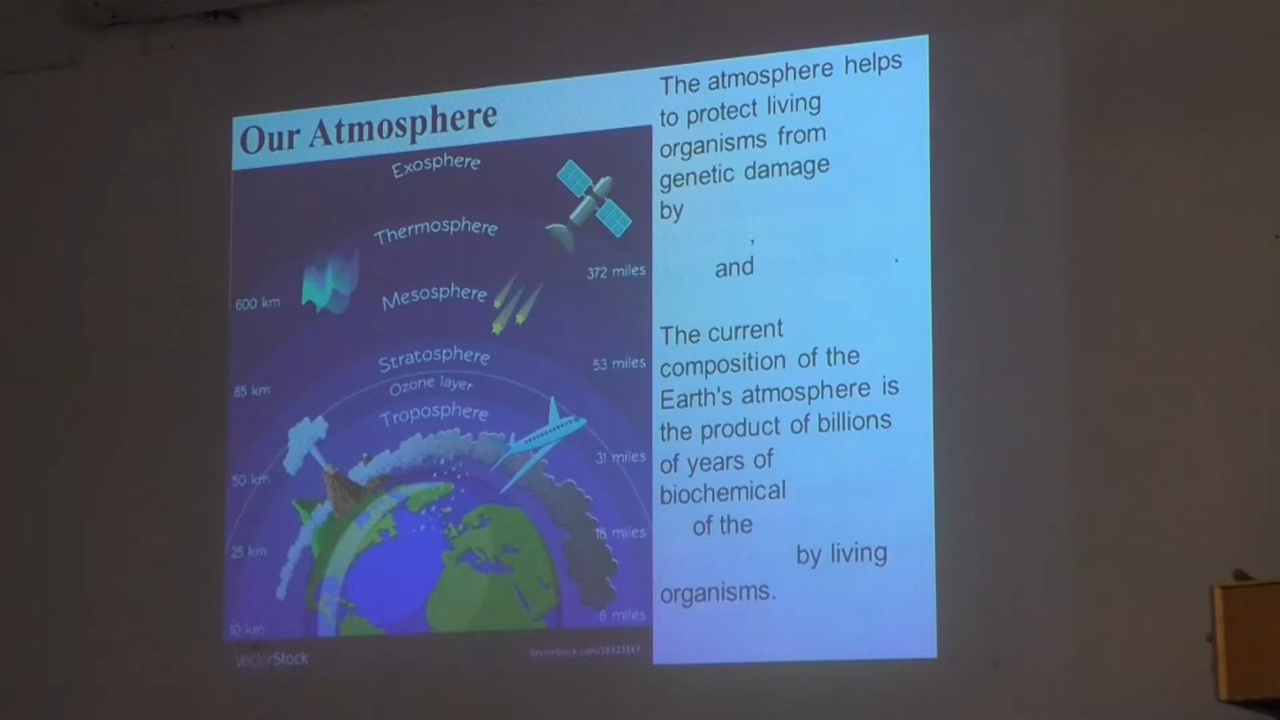 Our Atmosphere
Exosphere
Thermosphere
372 miles
600 km
Mesosphere
Stratosphere
53 miles
85 km
Ozone layer
Troposphere
31 miles
50 km
16 miles
25 km
6 miles
10 km
VectorStock
The atmosphere helps
to protect living
organisms from
genetic damage
by
,
and .
The current
composition of the
Earth's atmosphere is
the product of billions
of years of
biochemical
of the
by living
organisms.